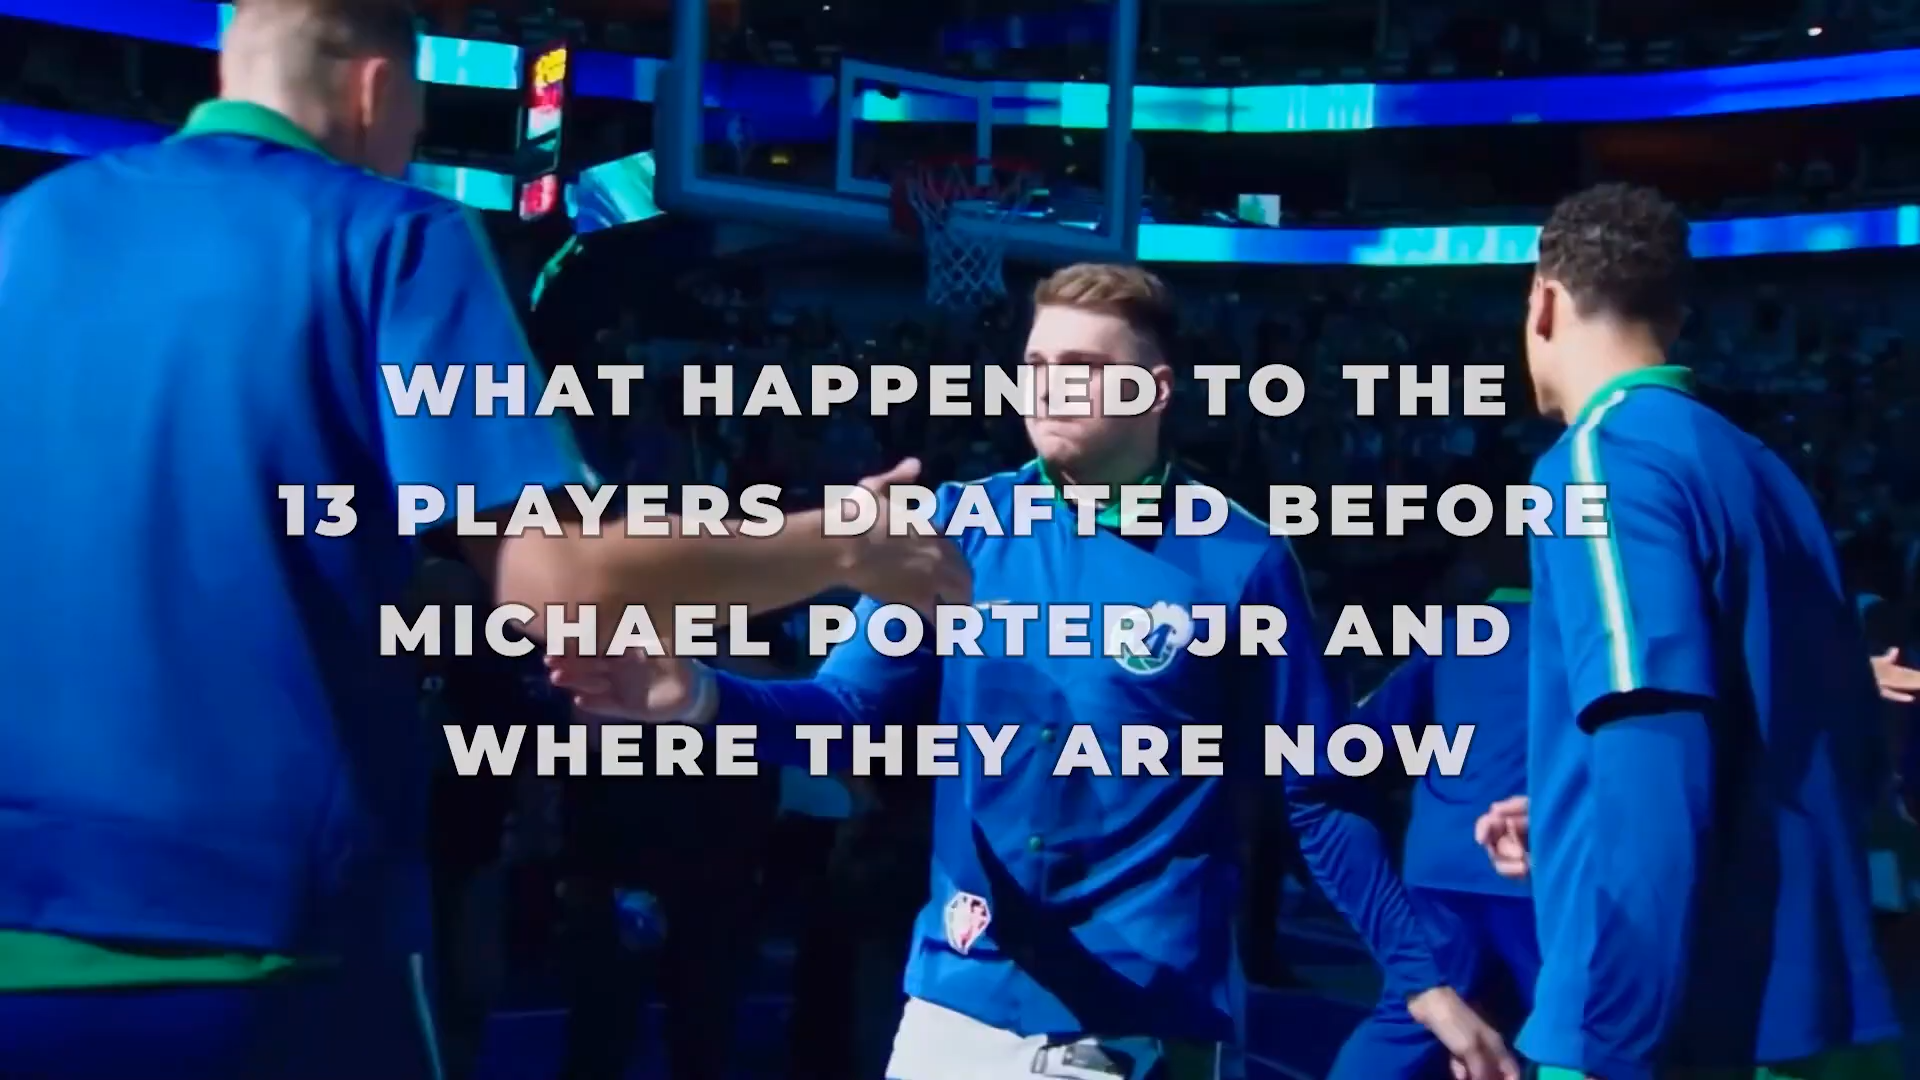 WHAT HAPPENED TO THE
13 PLAYERS DRAFTED BEFORE
MICHAEL PORTER JR AND
WHERE THEY ARE NOW